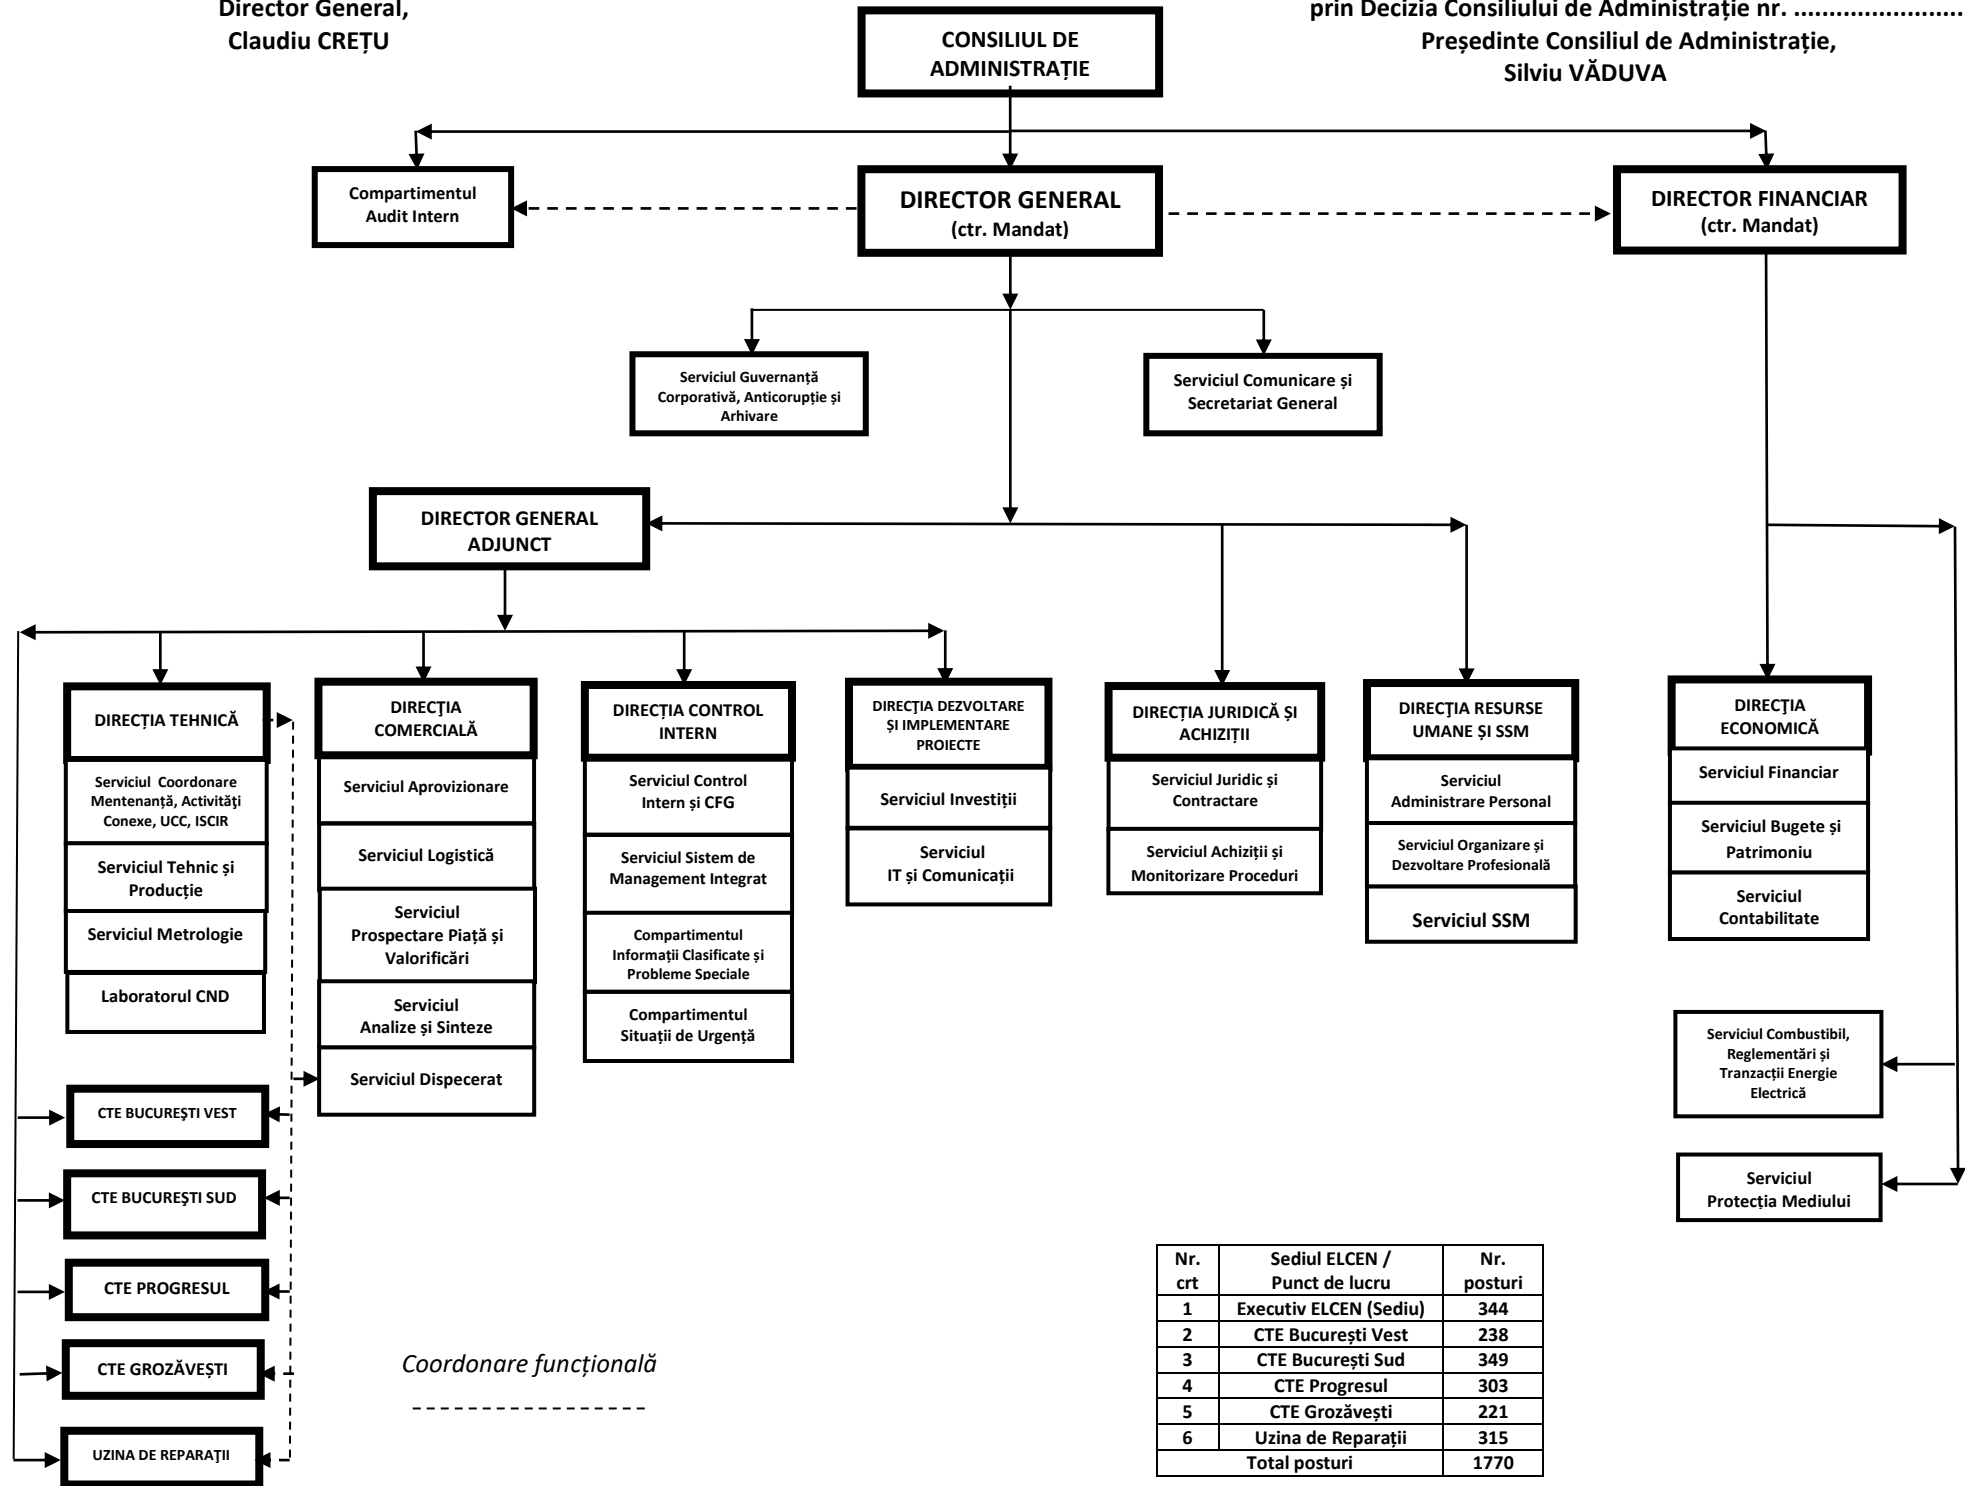 Director General,
Claudiu CREȚU
prin Decizia Consiliului de Administrație nr. ........................
Președinte Consiliul de Administrație,
Silviu VĂDUVA
CONSILIUL DE
ADMINISTRAȚIE
Compartimentul
Audit Intern
DIRECTOR GENERAL
(ctr. Mandat)
DIRECTOR FINANCIAR
(ctr. Mandat)
Serviciul Guvernanță
Corporativă, Anticorupție și
Arhivare
Serviciul Comunicare și
Secretariat General
DIRECTOR GENERAL
ADJUNCT
DIRECȚIA TEHNICĂ
Serviciul Coordonare
Mentenanță, Activităţi
Conexe, UCC, ISCIR
Serviciul Tehnic și
Producție
Serviciul Metrologie
Laboratorul CND
DIRECŢIA
COMERCIALĂ
Serviciul Aprovizionare
Serviciul Logistică
Serviciul
Prospectare Piață și
Valorificări
Serviciul
Analize și Sinteze
Serviciul Dispecerat
DIRECȚIA CONTROL
INTERN
Serviciul Control
Intern și CFG
Serviciul Sistem de
Management Integrat
Compartimentul
Informații Clasificate și
Probleme Speciale
Compartimentul
Situații de Urgență
DIRECŢIA DEZVOLTARE
ȘI IMPLEMENTARE
PROIECTE
Serviciul Investiții
Serviciul
IT și Comunicații
DIRECȚIA JURIDICĂ ȘI
ACHIZIȚII
Serviciul Juridic și
Contractare
Serviciul Achiziții și
Monitorizare Proceduri
DIRECŢIA RESURSE
UMANE ȘI SSM
Serviciul
Administrare Personal
Serviciul Organizare și
Dezvoltare Profesională
Serviciul SSM
DIRECŢIA
ECONOMICĂ
Serviciul Financiar
Serviciul Bugete și
Patrimoniu
Serviciul
Contabilitate
Serviciul Combustibil,
Reglementări și
Tranzacții Energie
Electrică
Serviciul
Protecția Mediului
CTE BUCUREŞTI VEST
CTE BUCUREŞTI SUD
CTE PROGRESUL
CTE GROZĂVEȘTI
UZINA DE REPARAŢII
Coordonare funcțională
Nr. crt Sediul ELCEN / Punct de lucru Nr. posturi
1 Executiv ELCEN (Sediu) 344
2 CTE București Vest 238
3 CTE București Sud 349
4 CTE Progresul 303
5 CTE Grozăvești 221
6 Uzina de Reparații 315
Total posturi 1770